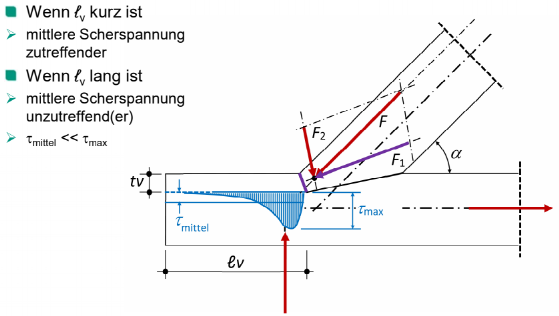 Wenn ℓv kurz ist
mittlere Scherspannung
zutreffender
Wenn ℓv lang ist
mittlere Scherspannung
unzutreffend(er)
τmittel << τmax
F2
F
F1
α
tv
τmittel
τmax
ℓv